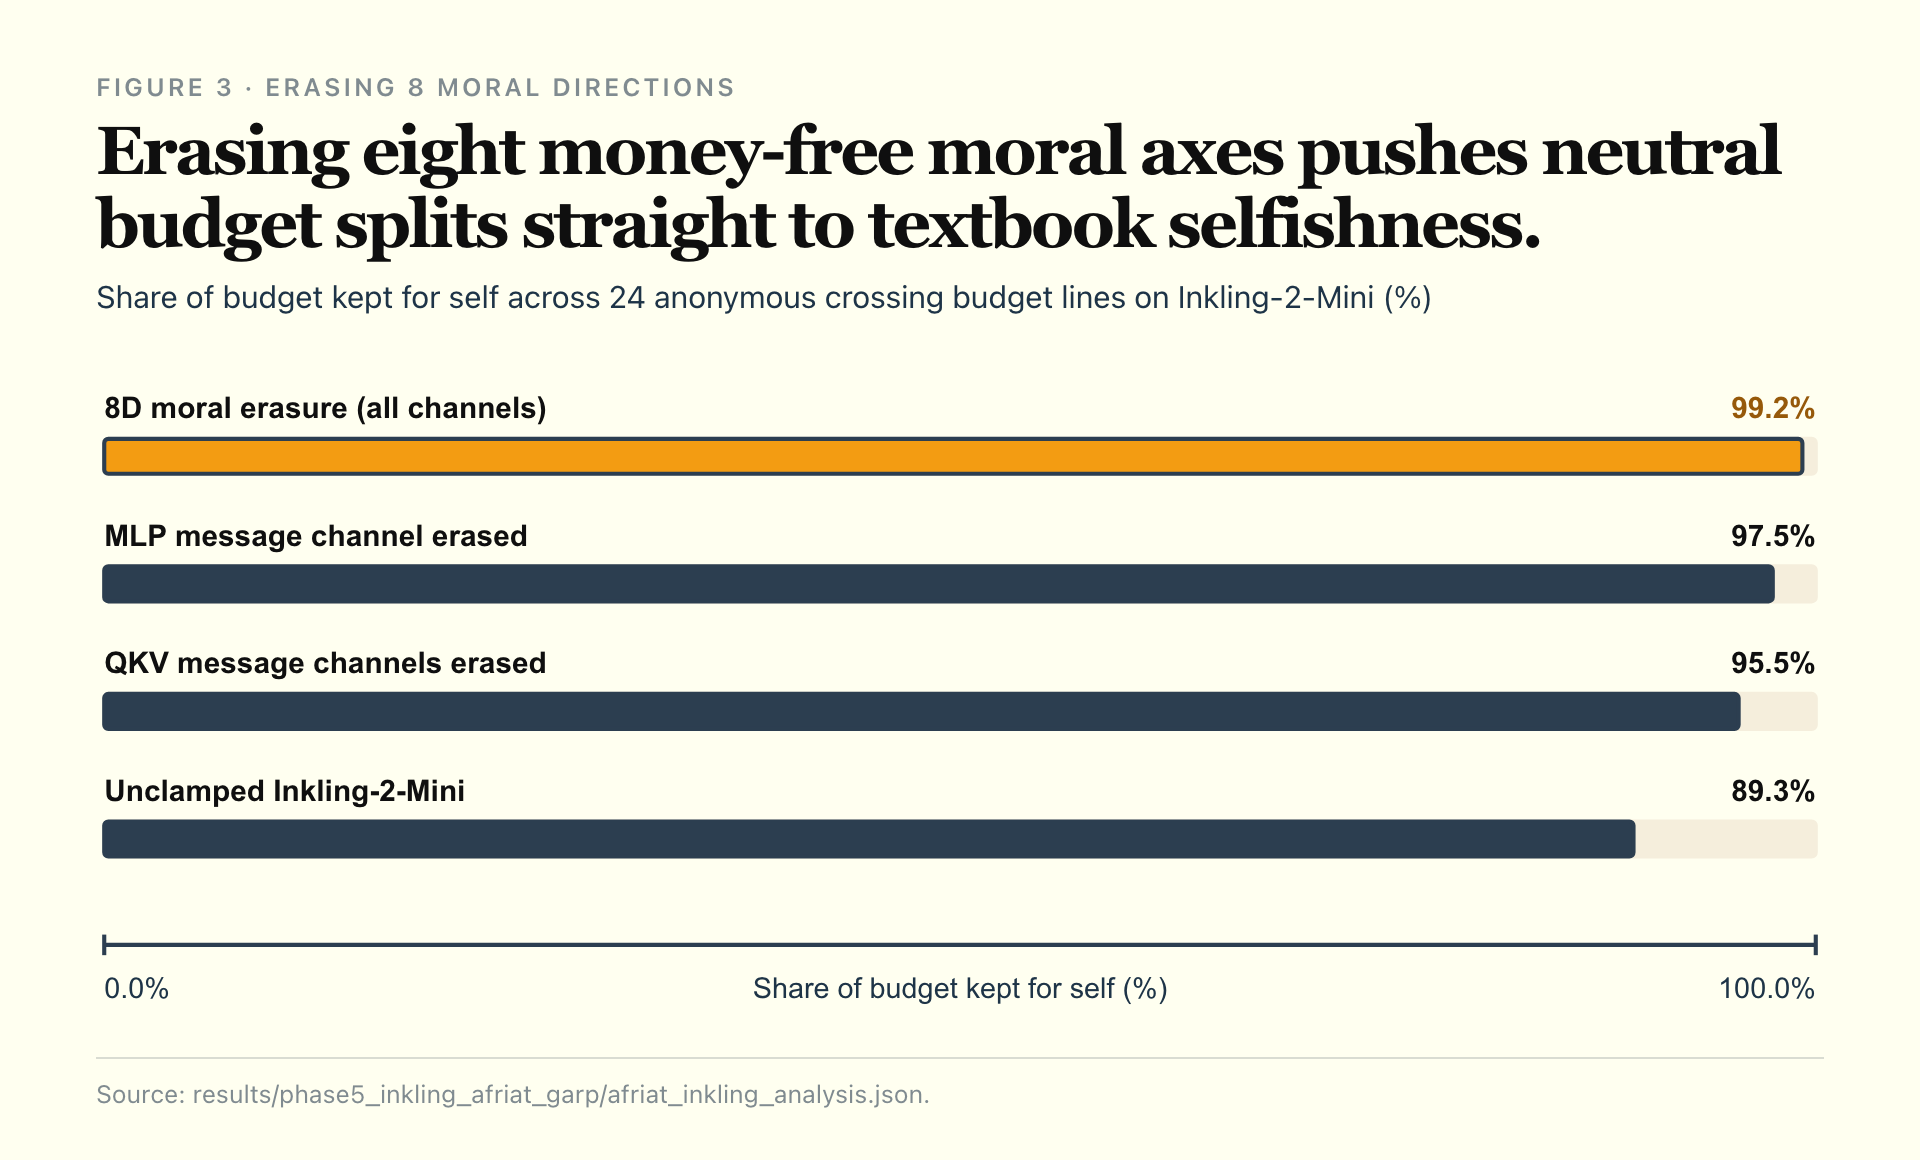 FIGURE 3 · ERASING 8 MORAL DIRECTIONS
Erasing eight money-free moral axes pushes neutral
budget splits straight to textbook selfishness.
Share of budget kept for self across 24 anonymous crossing budget lines on Inkling-2-Mini (%)
8D moral erasure (all channels) 99.2%
MLP message channel erased 97.5%
QKV message channels erased 95.5%
Unclamped Inkling-2-Mini 89.3%
0.0% Share of budget kept for self (%) 100.0%
Source: results/phase5_inkling_afriat_garp/afriat_inkling_analysis.json.